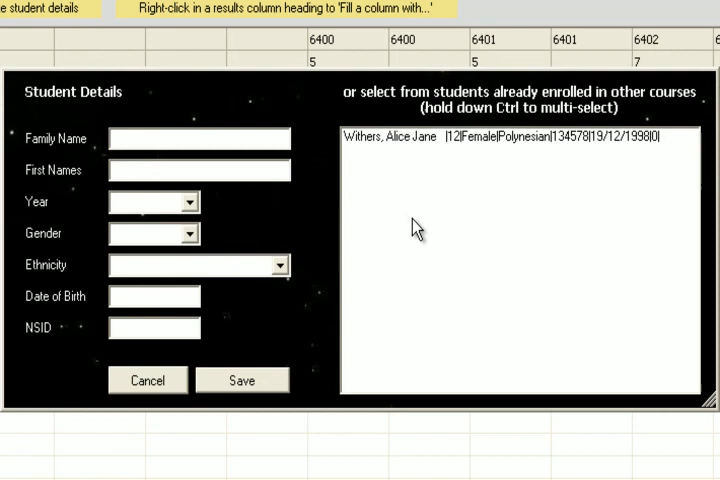 e student details
Right-click in a results column heading to 'Fill a column with...'
6400 6400 6401 6401 6402 6
5 5 7
Student Details
or select from students already enrolled in other courses
(hold down Ctrl to multi-select)
Family Name
First Names
Year
Gender
Ethnicity
Date of Birth
NSID
Withers, Alice Jane |12|Female|Polynesian|134578|19/12/1998|0|
Cancel Save